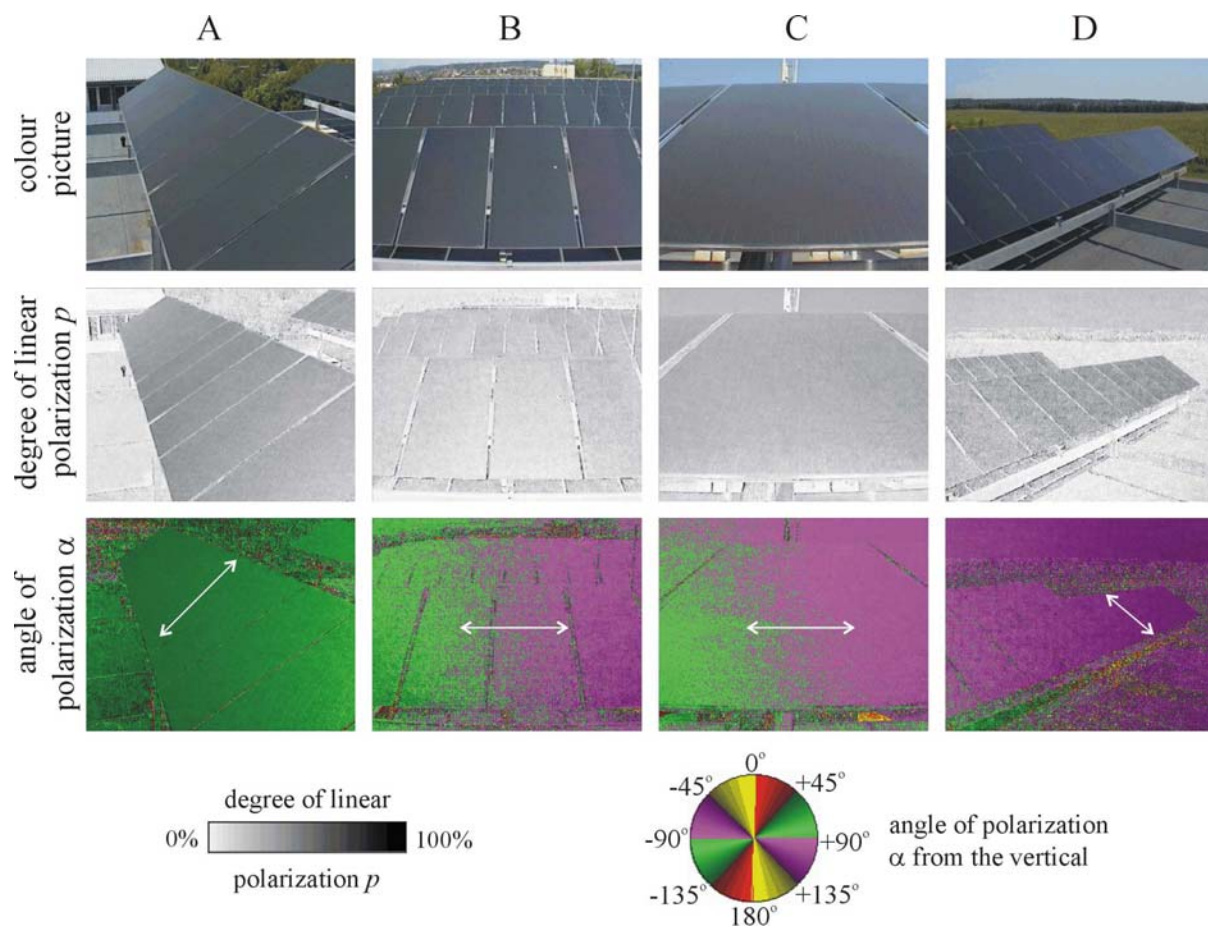 A B C D
colour
picture
degree of linear
polarization p
angle of
polarization α
degree of linear
0% 100%
polarization p
0°
-45° +45°
-90° +90°
-135° +135°
180°
angle of polarization
α from the vertical